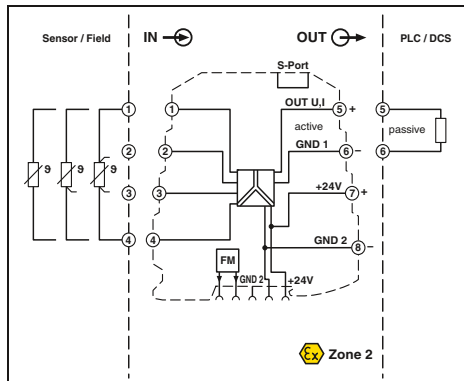 Sensor / Field
IN
OUT
PLC / DCS
S-Port
1
1
OUT U,I
5
+
5
active
passive
2
2
GND 1
6
–
6
ϑ
ϑ
ϑ
3
3
+24V
7
+
4
4
GND 2
8
–
FM
GND 2
+24V
Ex
Zone 2